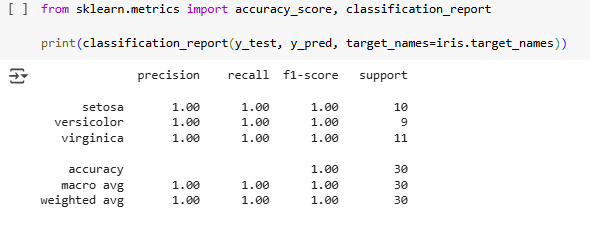 [ ] from sklearn.metrics import accuracy_score, classification_report
print(classification_report(y_test, y_pred, target_names=iris.target_names))
precision recall f1-score support
setosa 1.00 1.00 1.00 10
versicolor 1.00 1.00 1.00 9
virginica 1.00 1.00 1.00 11
accuracy 1.00 30
macro avg 1.00 1.00 1.00 30
weighted avg 1.00 1.00 1.00 30